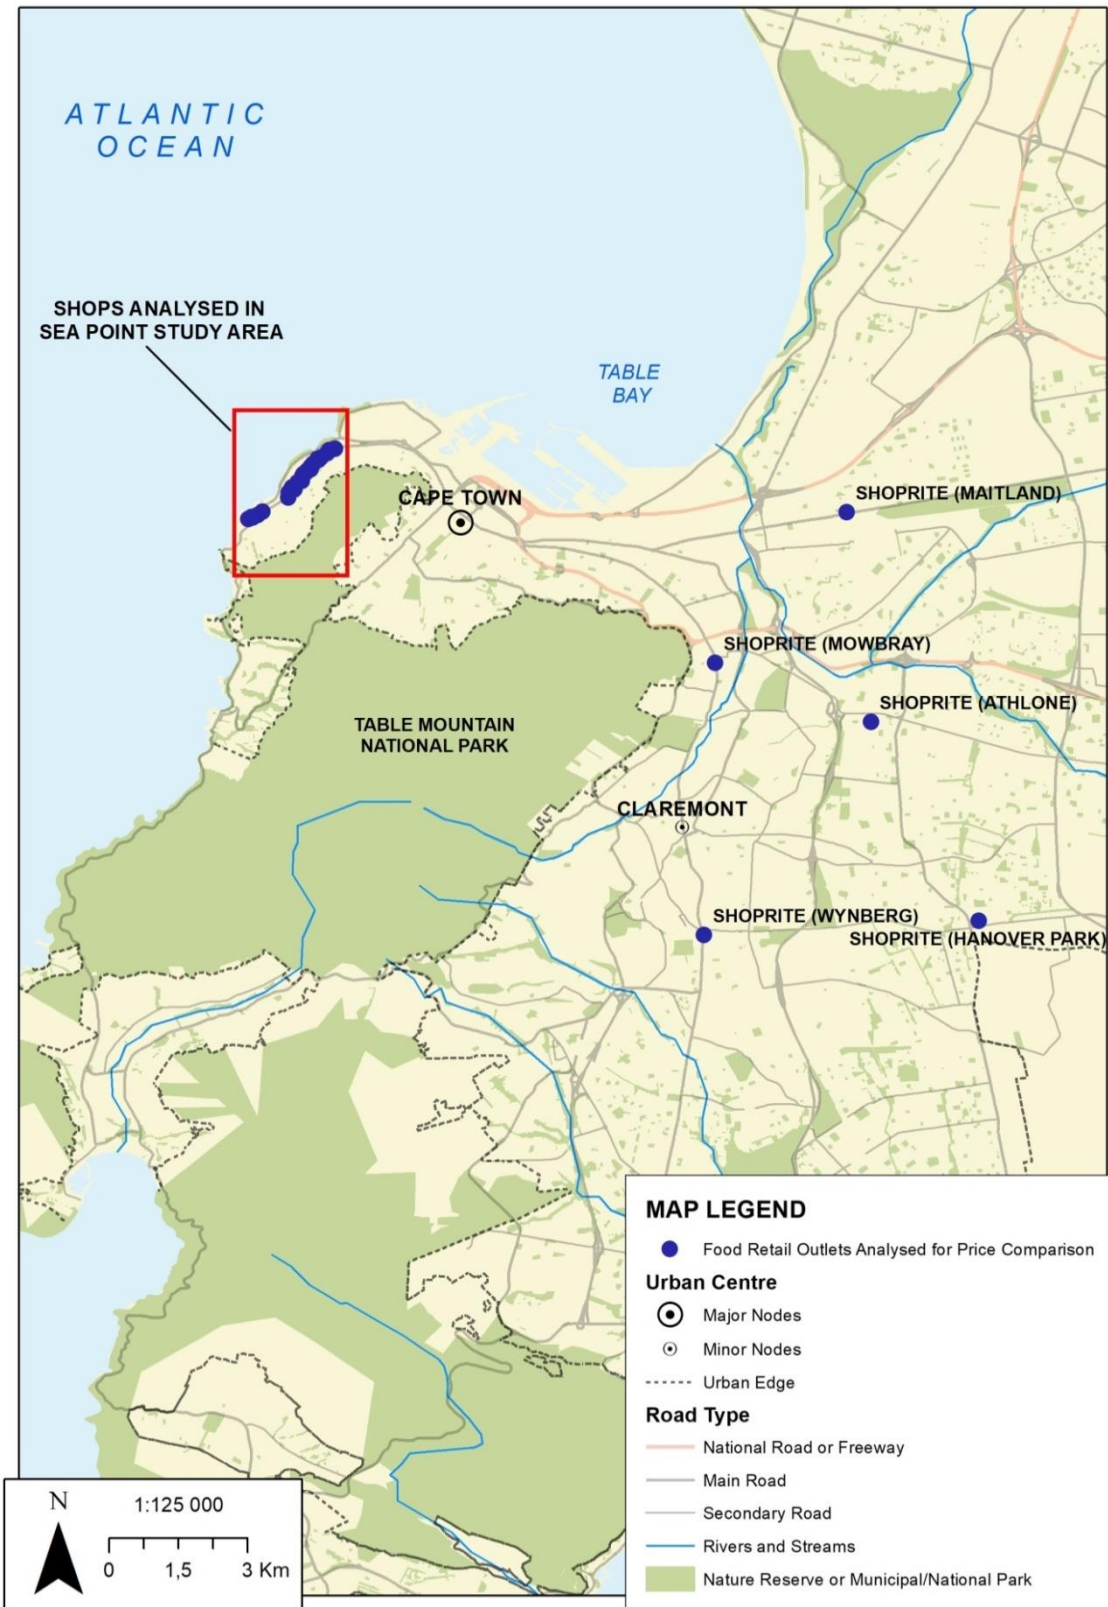 ATLANTIC
OCEAN
SHOPS ANALYSED IN
SEA POINT STUDY AREA
TABLE
BAY
CAPE TOWN
SHOPRITE (MAITLAND)
SHOPRITE (MOWBRAY)
SHOPRITE (ATHLONE)
TABLE MOUNTAIN
NATIONAL PARK
CLAREMONT
SHOPRITE (WYNBERG)
SHOPRITE (HANOVER PARK)
MAP LEGEND
Food Retail Outlets Analysed for Price Comparison
Urban Centre
Major Nodes
Minor Nodes
Urban Edge
Road Type
National Road or Freeway
Main Road
Secondary Road
Rivers and Streams
Nature Reserve or Municipal/National Park
N
1:125 000
0 1,5 3 Km